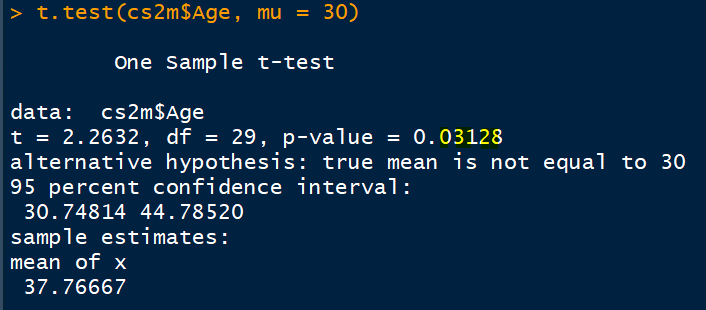 > t.test(cs2m$Age, mu = 30)
One Sample t-test
data:  cs2m$Age
t = 2.2632, df = 29, p-value = 0.03128
alternative hypothesis: true mean is not equal to 30
95 percent confidence interval:
30.74814 44.78520
sample estimates:
mean of x
37.76667